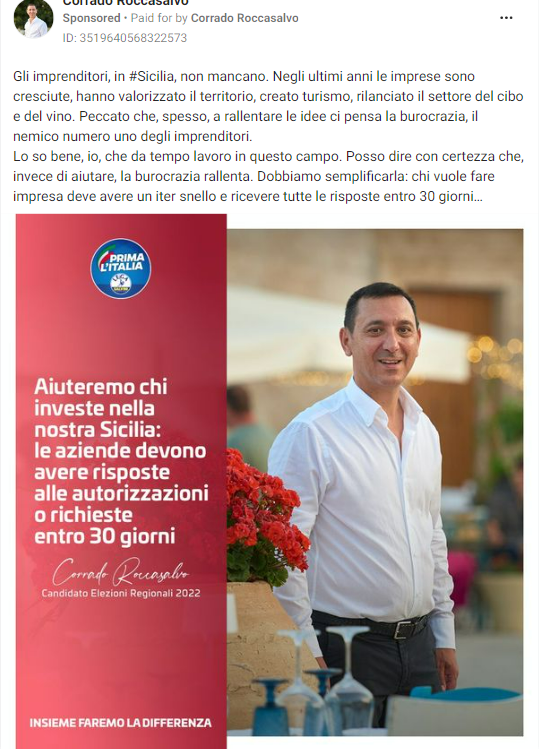 Corrado Roccasalvo
Sponsored • Paid for by Corrado Roccasalvo
ID: 3519640568322573
Gli imprenditori, in #Sicilia, non mancano. Negli ultimi anni le imprese sono
cresciute, hanno valorizzato il territorio, creato turismo, rilanciato il settore del cibo
e del vino. Peccato che, spesso, a rallentare le idee ci pensa la burocrazia, il
nemico numero uno degli imprenditori.
Lo so bene, io, che da tempo lavoro in questo campo. Posso dire con certezza che,
invece di aiutare, la burocrazia rallenta. Dobbiamo semplificarla: chi vuole fare
impresa deve avere un iter snello e ricevere tutte le risposte entro 30 giorni...
PRIMA
L'ITALIA
Aiuteremo chi
investe nella
nostra Sicilia:
le aziende devono
avere risposte
alle autorizzazioni
o richieste
entro 30 giorni
Corrado Roccasalvo
Candidato Elezioni Regionali 2022
INSIEME FAREMO LA DIFFERENZA